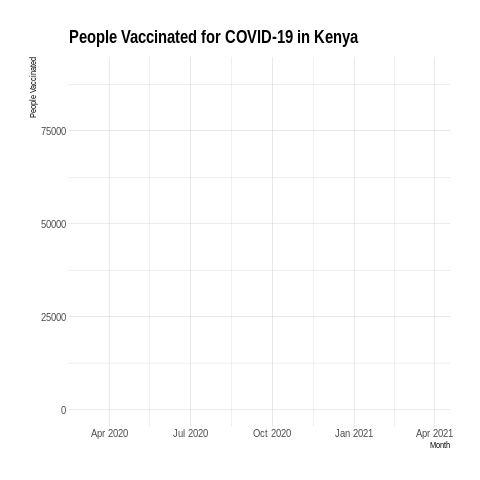 People Vaccinated for COVID-19 in Kenya
People Vaccinated
75000
50000
25000
0
Apr 2020 Jul 2020 Oct 2020 Jan 2021 Apr 2021
Month